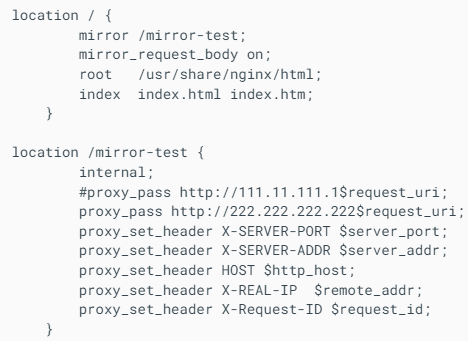 location / {
        mirror /mirror-test;
        mirror_request_body on;
        root   /usr/share/nginx/html;
        index  index.html index.htm;
    }

location /mirror-test {
        internal;
        #proxy_pass http://111.11.111.1$request_uri;
        proxy_pass http://222.222.222.222$request_uri;
        proxy_set_header X-SERVER-PORT $server_port;
        proxy_set_header X-SERVER-ADDR $server_addr;
        proxy_set_header HOST $http_host;
        proxy_set_header X-REAL-IP  $remote_addr;
        proxy_set_header X-Request-ID $request_id;
    }